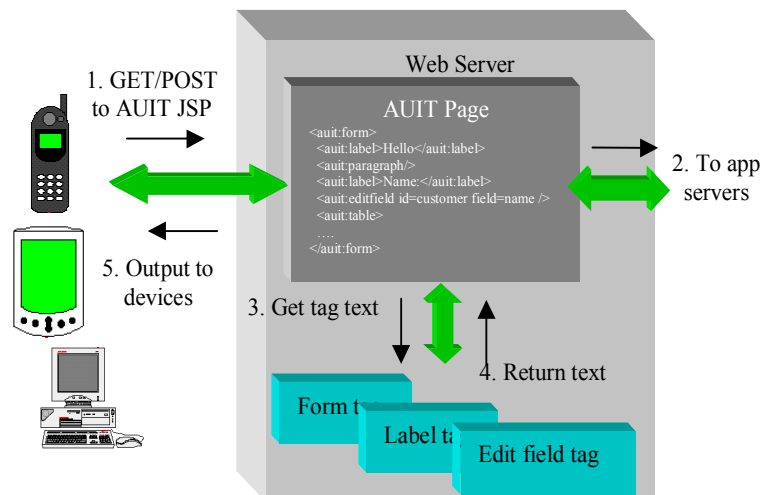 Web Server
1. GET/POST
to AUIT JSP
AUIT Page
<auit:form>
<auit:label>Hello</auit:label>
<auit:paragraph/>
<auit:label>Name:</auit:label>
<auit:editfield id=customer field=name />
<auit:table>
....
</auit:form>
2. To app
servers
5. Output to
devices
3. Get tag text
4. Return text
Form
Label
Edit field tag